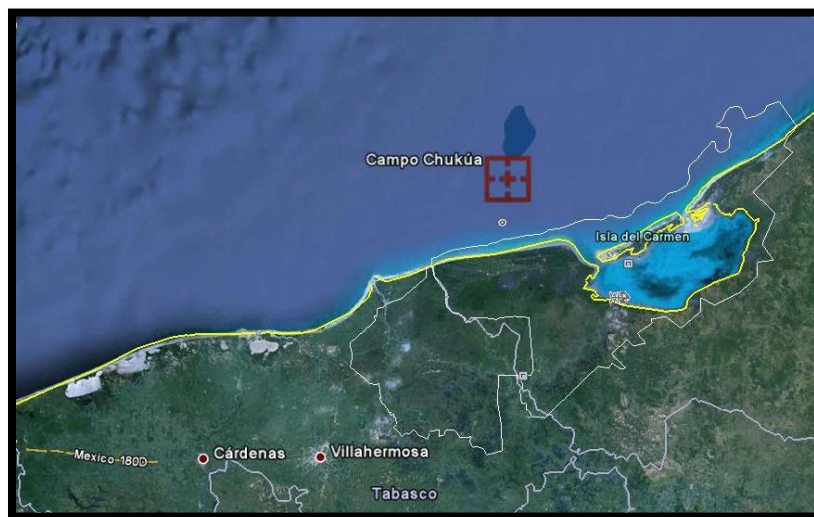 Campo Chukúa
Isla del Carmen
Mexico 180D
Cárdenas
Villahermosa
Tabasco